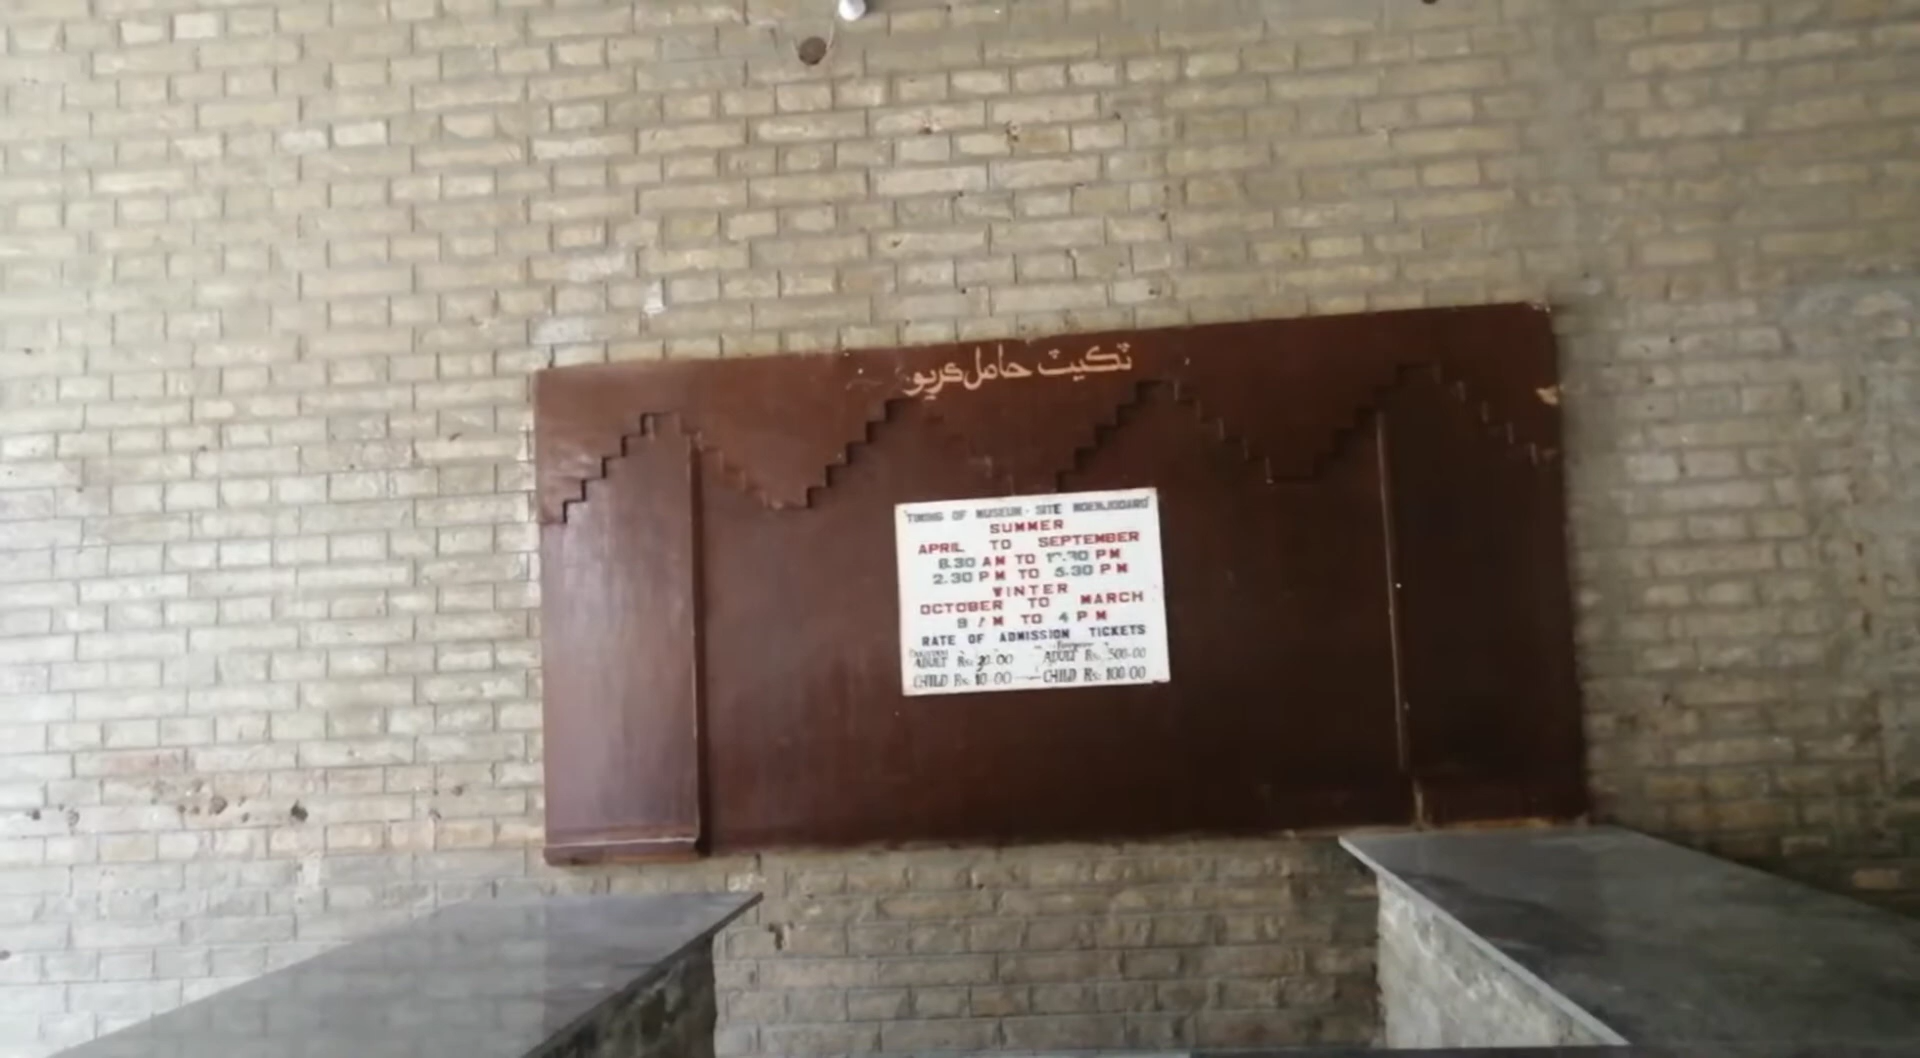 ٽڪيٽ حاصل ڪريو
TIMING OF MUSEUM-SITE MOENJODARO
SUMMER
APRIL TO SEPTEMBER
8.30 AM TO 12.30 PM
2.30 PM TO 5.30 PM
WINTER
OCTOBER TO MARCH
9 AM TO 4 PM
RATE OF ADMISSION TICKETS
ADULT Rs. 20.00 ADULT Rs. 500-00
CHILD Rs. 10-00 — CHILD Rs. 100-00